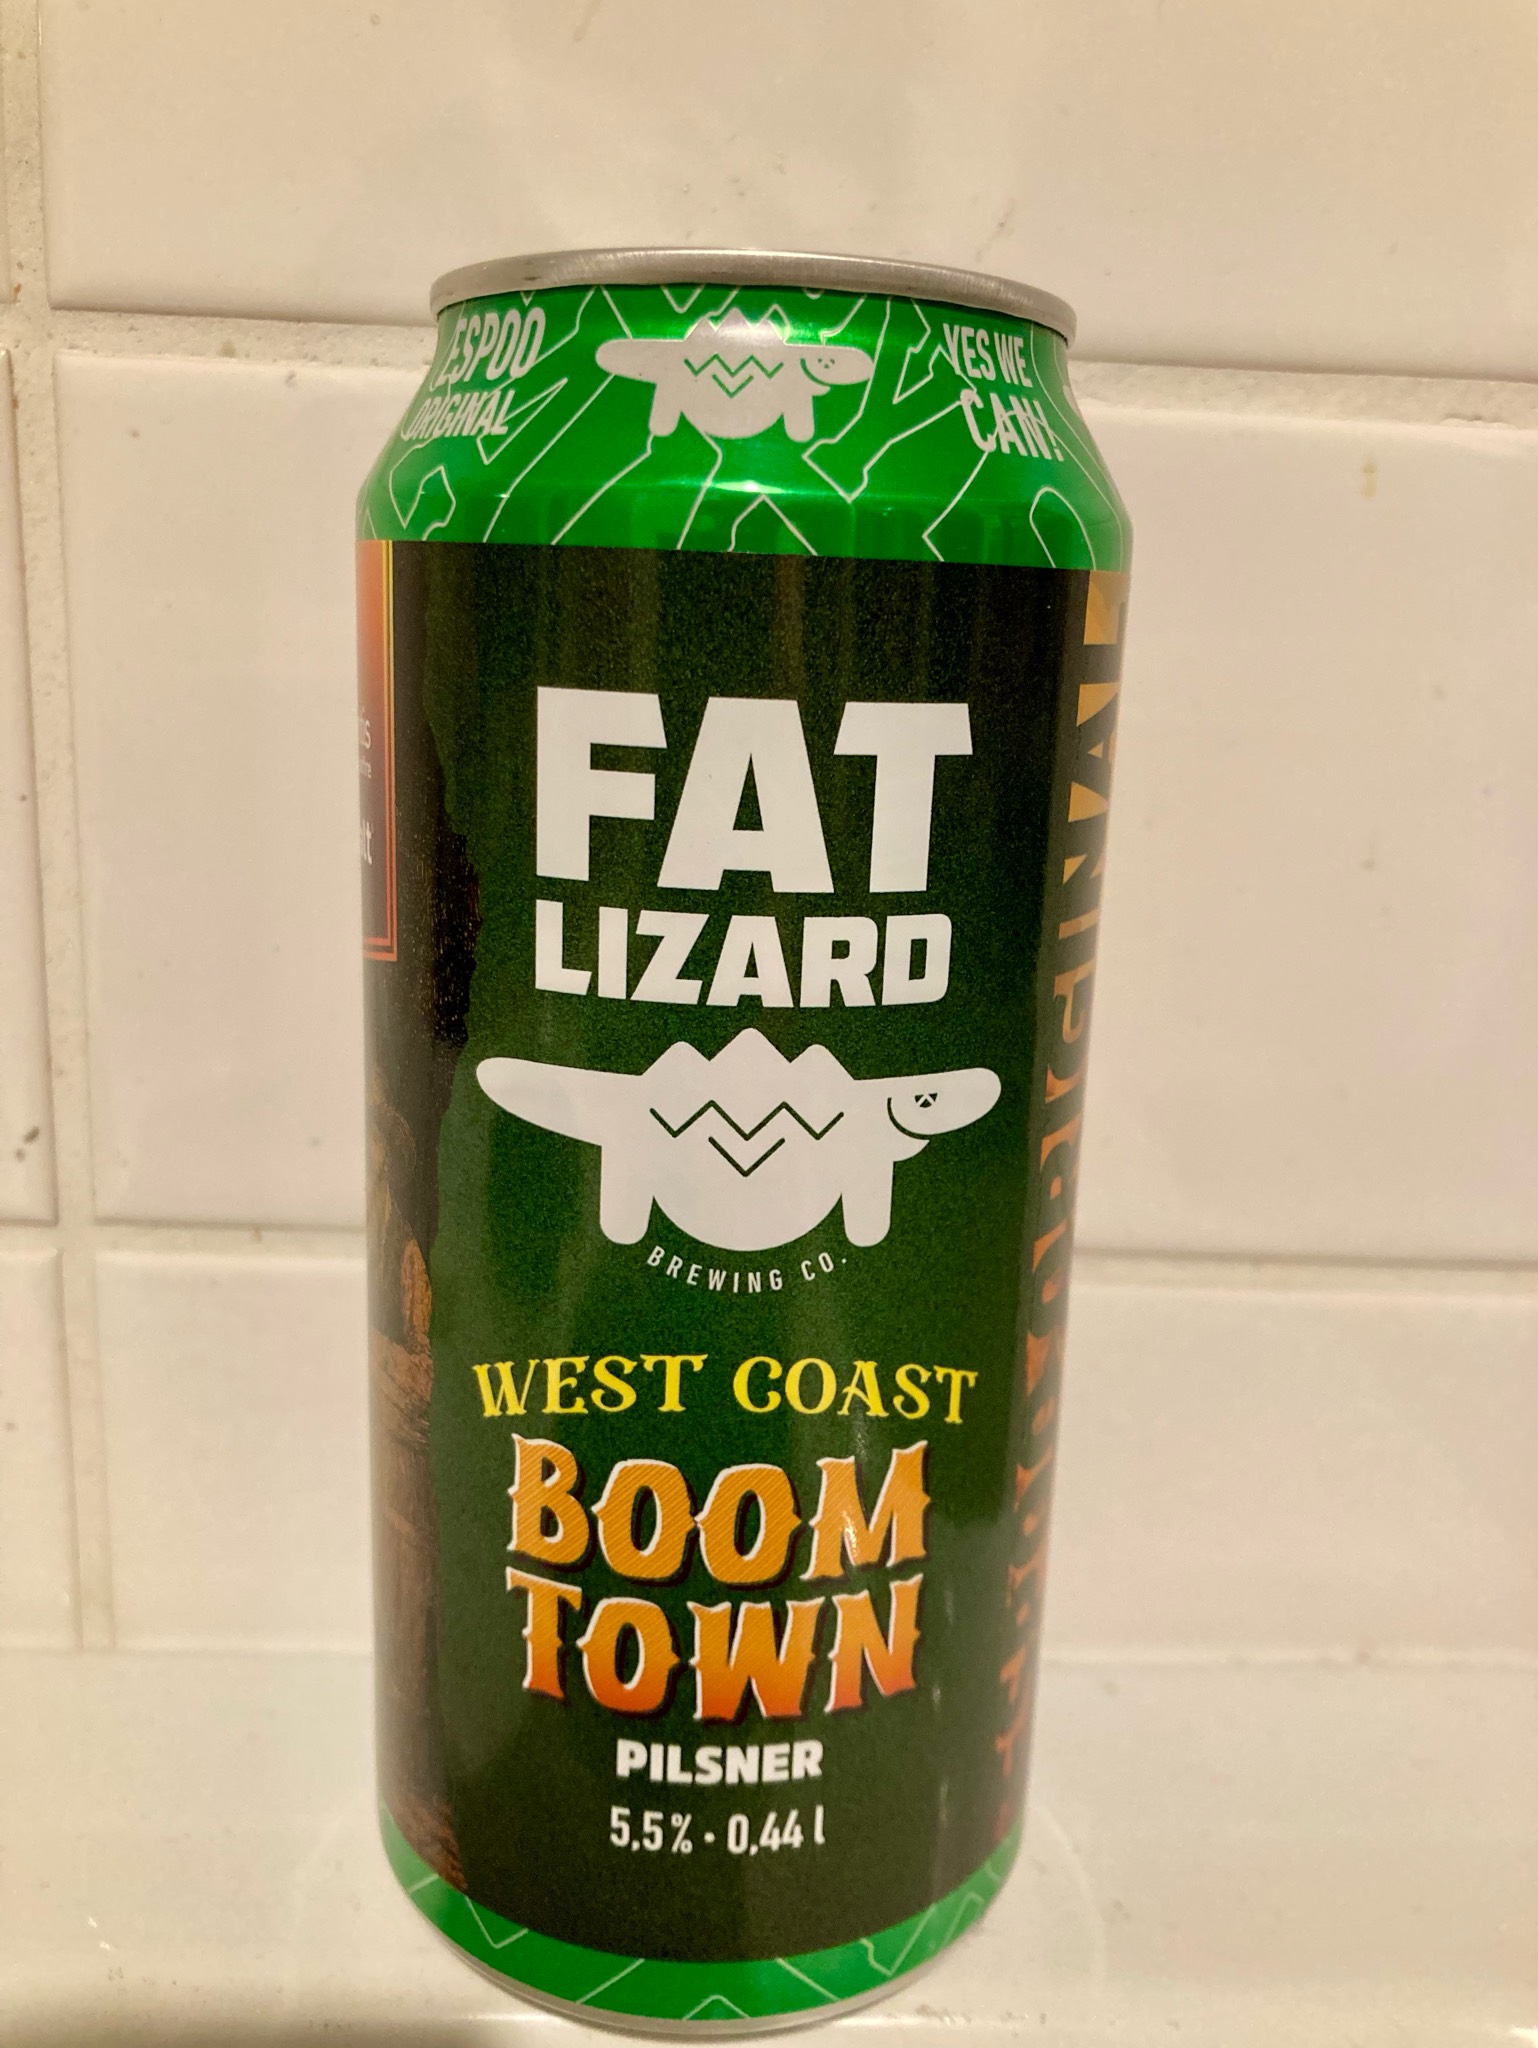 ESPOO
ORIGINAL
YES WE
CAN!
FAT
LIZARD
BREWING CO.
WEST COAST
BOOM
TOWN
PILSNER
5,5% • 0,44 l